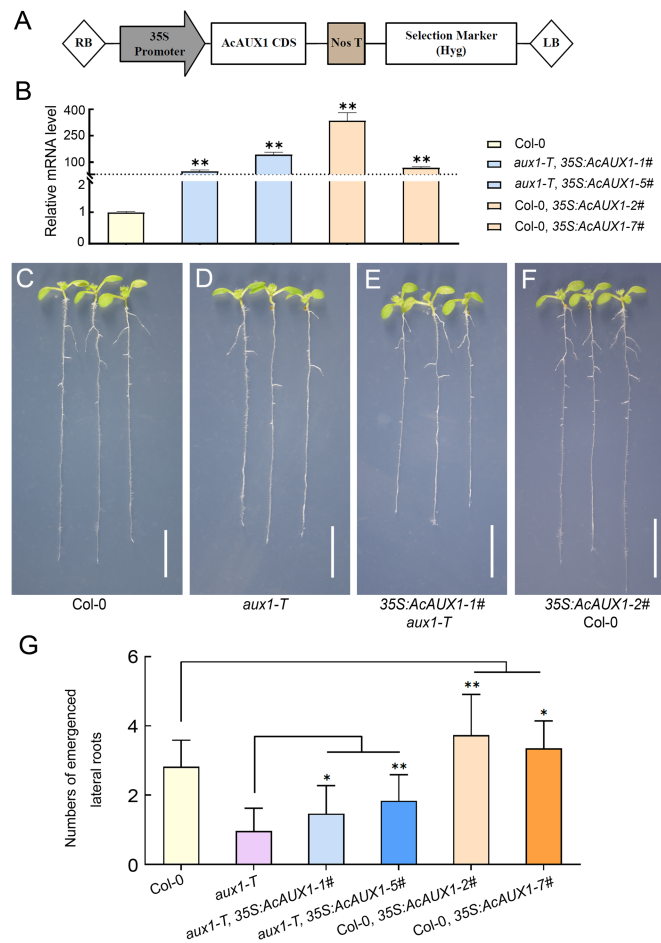 A
RB
35S
Promoter
AcAUX1 CDS
Nos T
Selection Marker
(Hyg)
LB
B
Relative mRNA level
400
250
100
2
1
0
**
**
**
**
Col-0
aux1-T, 35S:AcAUX1-1#
aux1-T, 35S:AcAUX1-5#
Col-0, 35S:AcAUX1-2#
Col-0, 35S:AcAUX1-7#
C
D
E
F
Col-0
aux1-T
35S:AcAUX1-1#
aux1-T
35S:AcAUX1-2#
Col-0
G
Numbers of emergenced
lateral roots
6
4
2
0
*
**
**
*
Col-0
aux1-T
aux1-T, 35S:AcAUX1-1#
aux1-T, 35S:AcAUX1-5#
Col-0, 35S:AcAUX1-2#
Col-0, 35S:AcAUX1-7#